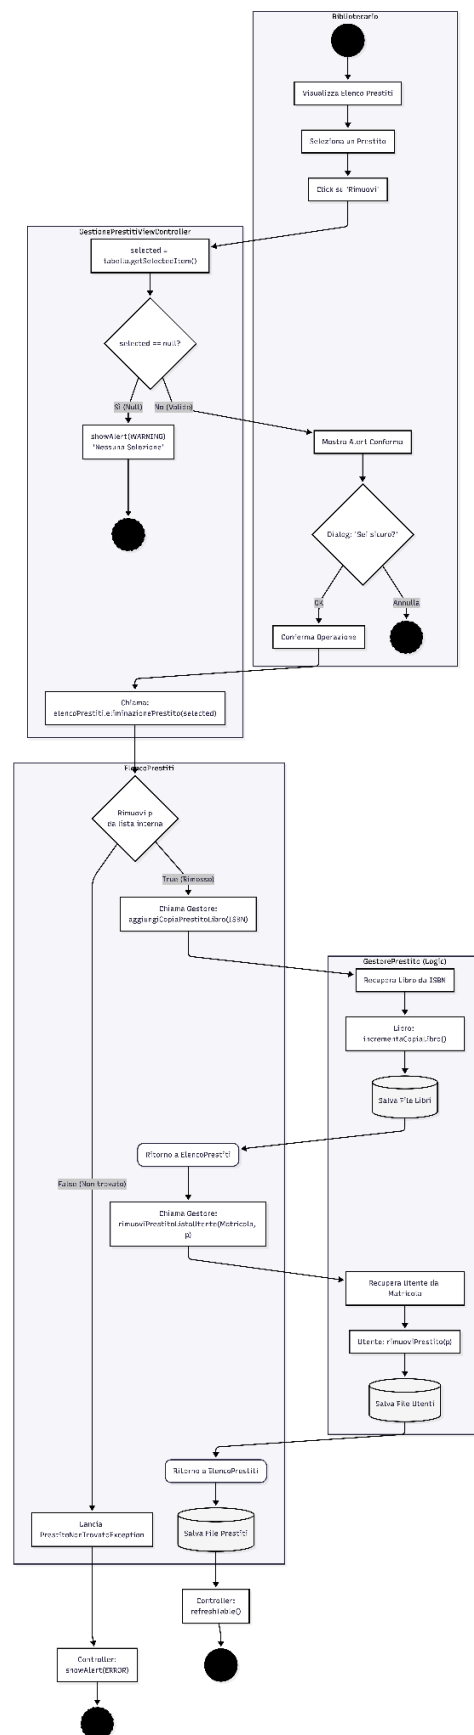 Bibliotecario
Visualizza Elenco Prestiti
Seleziona un Prestito
Click su 'Rimuovi'
GestionePrestitiViewController
selected =
tabella.getSelectedItem()
selected == null?
Sì (Null)
No (Valido)
showAlert(WARNING)
'Nessuna Selezione'
Mostra Alert Conferma
Dialog: 'Sei sicuro?'
OK
Annulla
Conferma Operazione
Chiama:
elencoPrestiti.eliminazionePrestito(selected)
ElencoPrestiti
Rimuovi p
da lista interna
True (Rimosso)
Chiama Gestore:
aggiungiCopiaPrestitoLibro(ISBN)
GestorePrestito (Logic)
Recupera Libro da ISBN
Libro:
incrementaCopiaLibro()
Salva File Libri
Ritorno a ElencoPrestiti
False (Non trovato)
Chiama Gestore:
rimuoviPrestitoListaUtente(Matricola,
p)
Recupera Utente da
Matricola
Utente: rimuoviPrestito(p)
Salva File Utenti
Ritorno a ElencoPrestiti
Lancia
PrestitoNonTrovatoException
Salva File Prestiti
Controller:
refreshTable()
Controller:
showAlert(ERROR)